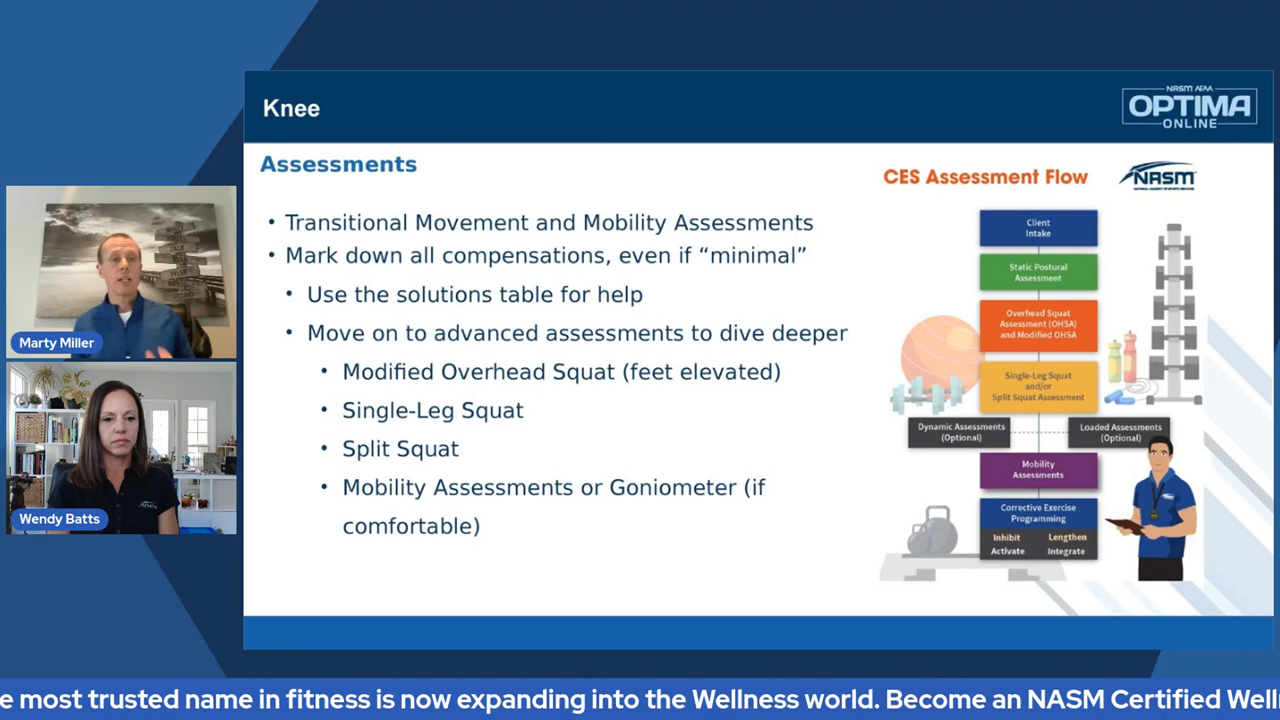 Knee
NASM AFAA
OPTIMA
ONLINE
Assessments
• Transitional Movement and Mobility Assessments
• Mark down all compensations, even if “minimal”
• Use the solutions table for help
• Move on to advanced assessments to dive deeper
• Modified Overhead Squat (feet elevated)
• Single-Leg Squat
• Split Squat
• Mobility Assessments or Goniometer (if
comfortable)
CES Assessment Flow
NASM
Client
Intake
Static Postural
Assessment
Overhead Squat
Assessment (OHSA)
and Modified OHSA
Single-Leg Squat
and/or
Split Squat Assessment
Dynamic Assessments
(Optional)
Loaded Assessments
(Optional)
Mobility
Assessments
Corrective Exercise
Programming
Inhibit Lengthen
Activate Integrate
Marty Miller
Wendy Batts
e most trusted name in fitness is now expanding into the Wellness world. Become an NASM Certified Well